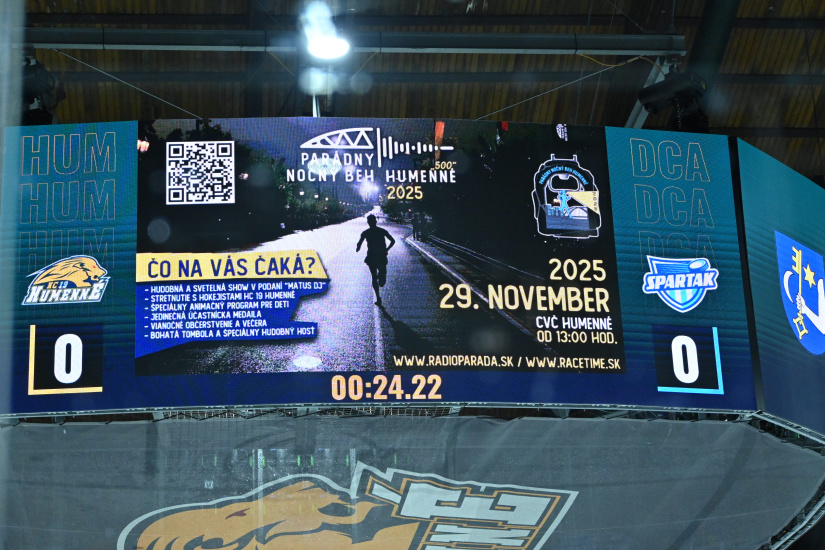 HUM
HUM
HUM
HC 19
HUMENNÉ
0
PARÁDNY
500
NOČNÝ BEH HUMENNÉ
2025
ČO NA VÁS ČAKÁ?
- HUDOBNÁ A SVETELNÁ SHOW V PODANÍ "MATUS DJ"
- STRETNUTIE S HOKEJISTAMI HC 19 HUMENNÉ
- ŠPECIÁLNY ANIMAČNÝ PROGRAM PRE DETI
- JEDINEČNÁ ÚČASTNÍCKA MEDAILA
- VIANOČNÉ OBČERSTVENIE A VEČERA
- BOHATÁ TOMBOLA A ŠPECIÁLNY HUDOBNÝ HOSŤ
2025
29. NOVEMBER
CVČ HUMENNÉ
OD 13:00 HOD.
WWW.RADIOPARADA.SK / WWW.RACETIME.SK
DCA
DCA
DCA
SPARTAK
0
00:24.22